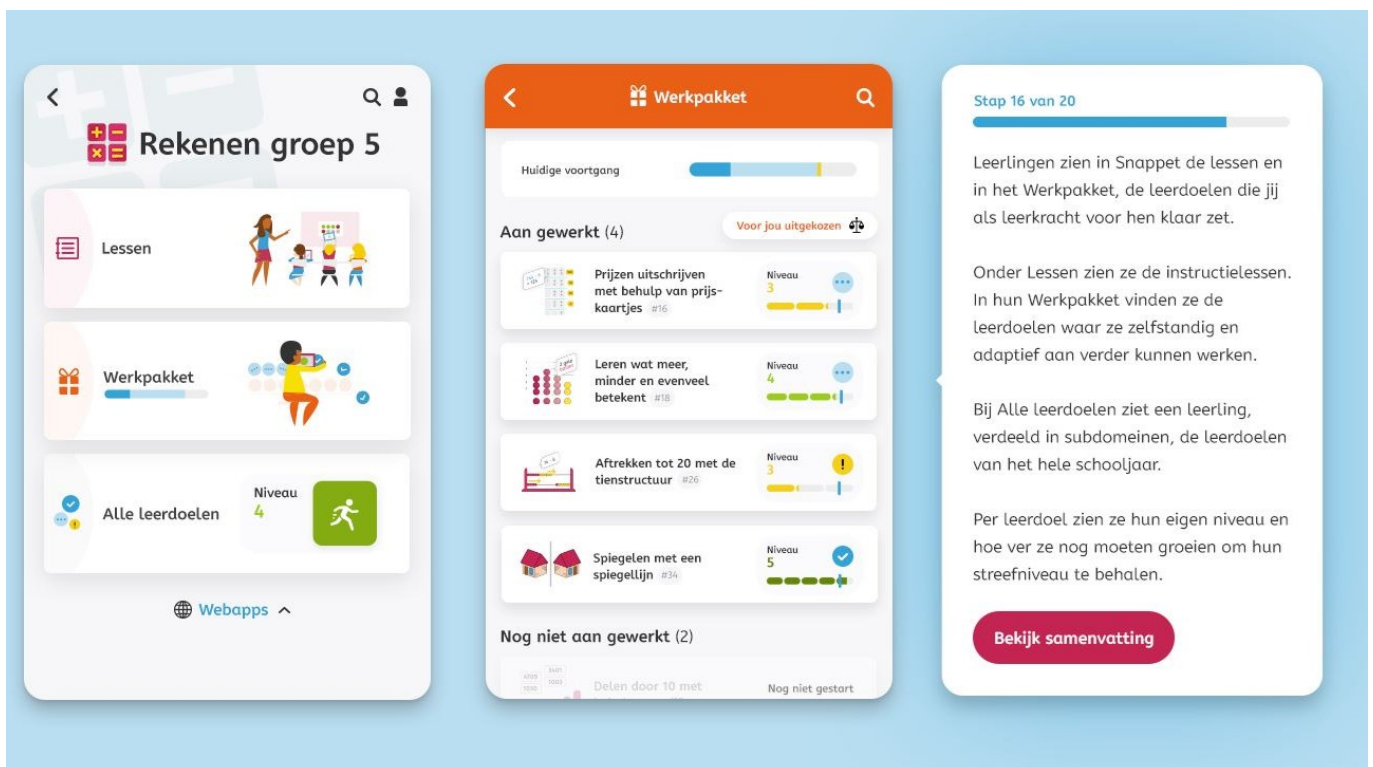 Rekenen groep 5
Lessen
Werkpakket
Alle leerdoelen
Niveau
4
Webapps
Werkpakket
Huidige voortgang
Aan gewerkt (4)
Voor jou uitgekozen
Prijzen uitschrijven
met behulp van prijs-
kaartjes #16
Niveau
3
Leren wat meer,
minder en evenveel
betekent #18
Niveau
4
Aftrekken tot 20 met de
tienstructuur #26
Niveau
3
Spiegelen met een
spiegellijn #34
Niveau
5
Nog niet aan gewerkt (2)
Delen door 10 met
Nog niet gestart
Stap 16 van 20
Leerlingen zien in Snappet de lessen en
in het Werkpakket, de leerdoelen die jij
als leerkracht voor hen klaar zet.
Onder Lessen zien ze de instructielessen.
In hun Werkpakket vinden ze de
leerdoelen waar ze zelfstandig en
adaptief aan verder kunnen werken.
Bij Alle leerdoelen ziet een leerling,
verdeeld in subdomeinen, de leerdoelen
van het hele schooljaar.
Per leerdoel zien ze hun eigen niveau en
hoe ver ze nog moeten groeien om hun
streefniveau te behalen.
Bekijk samenvatting